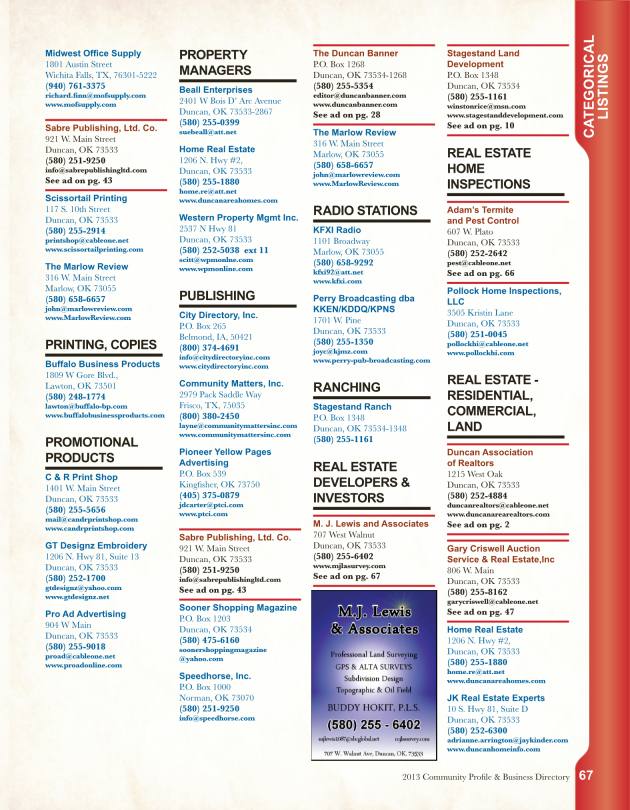 Midwest Office Supply
1801 Austin Street
Wichita Falls, TX, 76301-5222
(940) 761-3375
richard.finn@mofsupply.com
www.mofsupply.com
Sabre Publishing, Ltd. Co.
921 W. Main Street
Duncan, OK 73533
(580) 251-9250
info@sabrepublishingltd.com
See ad on pg. 43
Scissortail Printing
117 S. 10th Street
Duncan, OK 73533
(580) 255-2914
printshop@cableone.net
www.scissortailprinting.com
The Marlow Review
316 W. Main Street
Marlow, OK 73055
(580) 658-6657
john@marlowreview.com
www.MarlowReview.com
PRINTING, COPIES
Buffalo Business Products
1809 W Gore Blvd.,
Lawton, OK 73501
(580) 248-1774
lawton@buffalo-bp.com
www.buffalobusinessproducts.com
PROMOTIONAL
PRODUCTS
C & R Print Shop
1401 W. Main Street
Duncan, OK 73533
(580) 255-5656
mail@candrprintshop.com
www.candrprintshop.com
GT Designz Embroidery
1206 N. Hwy 81, Suite 13
Duncan, OK 73533
(580) 252-1700
gtdesignz@yahoo.com
www.gtdesignz.net
Pro Ad Advertising
904 W Main
Duncan, OK 73533
(580) 255-9018
proad@cableone.net
www.proadonline.com
PROPERTY
MANAGERS
Beall Enterprises
2401 W Bois D' Arc Avenue
Duncan, OK 73533-2867
(580) 255-0399
suebeall@att.net
Home Real Estate
1206 N. Hwy #2,
Duncan, OK 73533
(580) 255-1880
home.re@att.net
www.duncanareahomes.com
Western Property Mgmt Inc.
2537 N Hwy 81
Duncan, OK 73533
(580) 252-5038 ext 11
scitt@wpmonlne.com
www.wpmonline.com
PUBLISHING
City Directory, Inc.
P.O. Box 265
Belmond, IA, 50421
(800) 374-4691
info@citydirectoryinc.com
www.citydirectoryinc.com
Community Matters, Inc.
2979 Pack Saddle Way
Frisco, TX, 75035
(800) 380-2450
layne@communitymattersinc.com
www.communitymattersinc.com
Pioneer Yellow Pages
Advertising
P.O. Box 539
Kingfisher, OK 73750
(405) 375-0879
jdcarter@ptci.com
www.ptci.com
Sabre Publishing, Ltd. Co.
921 W. Main Street
Duncan, OK 73533
(580) 251-9250
info@sabrepublishingltd.com
See ad on pg. 43
Sooner Shopping Magazine
P.O. Box 1203
Duncan, OK 73534
(580) 475-6160
soonershoppingmagazine
@yahoo.com
Speedhorse, Inc.
P.O. Box 1000
Norman, OK 73070
(580) 251-9250
info@speedhorse.com
The Duncan Banner
P.O. Box 1268
Duncan, OK 73534-1268
(580) 255-5354
editor@duncanbanner.com
www.duncanbanner.com
See ad on pg. 28
The Marlow Review
316 W. Main Street
Marlow, OK 73055
(580) 658-6657
john@marlowreview.com
www.MarlowReview.com
RADIO STATIONS
KFXI Radio
1101 Broadway
Marlow, OK 73055
(580) 658-9292
kfxi92@att.net
www.kfxi.com
Perry Broadcasting dba
KKEN/KDDQ/KPNS
1701 W. Pine
Duncan, OK 73533
(580) 255-1350
joyc@kjmz.com
www.perry-pub-broadcasting.com
RANCHING
Stagestand Ranch
P.O. Box 1348
Duncan, OK 73534-1348
(580) 255-1161
REAL ESTATE
DEVELOPERS &
INVESTORS
M. J. Lewis and Associates
707 West Walnut
Duncan, OK 73533
(580) 255-6402
www.mjlasurvey.com
See ad on pg. 67
M.J. Lewis
& Associates
Professional Land Surveying
GPS & ALTA SURVEYS
Subdivision Design
Topographic & Oil Field
BUDDY HOKIT, P.L.S.
(580) 255 - 6402
mjlewis1087@sbcglobal.net mjlasurvey.com
707 W. Walnut Ave, Duncan, OK 73533
Stagestand Land
Development
P.O. Box 1348
Duncan, OK 73534
(580) 255-1161
winstonrice@msn.com
www.stagestanddevelopment.com
See ad on pg. 10
REAL ESTATE
HOME
INSPECTIONS
Adam's Termite
and Pest Control
607 W. Plato
Duncan, OK 73533
(580) 252-2642
pest@cableone.net
See ad on pg. 66
Pollock Home Inspections,
LLC
3505 Kristin Lane
Duncan, OK 73533
(580) 251-0045
pollockhi@cableone.net
www.pollockhi.com
REAL ESTATE -
RESIDENTIAL,
COMMERCIAL,
LAND
Duncan Association
of Realtors
1215 West Oak
Duncan, OK 73533
(580) 252-4884
duncanrealtors@cableone.net
www.duncanarearealtors.com
See ad on pg. 2
Gary Criswell Auction
Service & Real Estate,Inc
806 W. Main
Duncan, OK 73533
(580) 255-8162
garycriswell@cableone.net
See ad on pg. 47
Home Real Estate
1206 N. Hwy #2,
Duncan, OK 73533
(580) 255-1880
home.re@att.net
www.duncanareahomes.com
JK Real Estate Experts
10 S. Hwy 81, Suite D
Duncan, OK 73533
(580) 252-6300
adrianne.arrington@jaykinder.com
www.duncanhomeinfo.com
CATEGORICAL
LISTINGS
2013 Community Profile & Business Directory 67